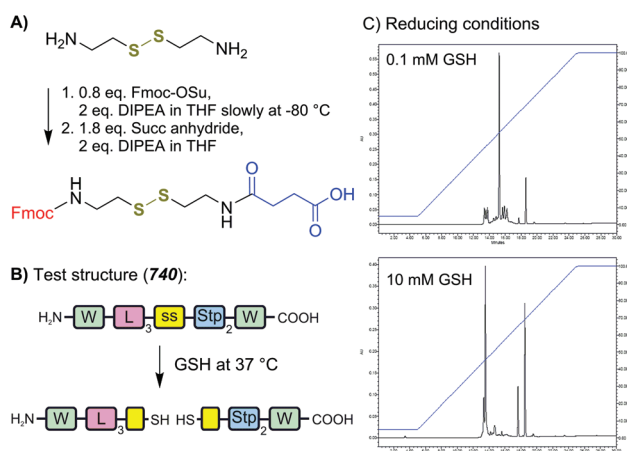 A)
H₂N
S
S
NH₂
1. 0.8 eq. Fmoc-OSu,
2 eq. DIPEA in THF slowly at -80 °C
2. 1.8 eq. Succ anhydride,
2 eq. DIPEA in THF
Fmoc
H
N
S
S
N
H
O
O
OH
B) Test structure (740):
H₂N W L 3 ss Stp 2 W COOH
GSH at 37 °C
H₂N W L 3 SH HS Stp 2 W COOH
C) Reducing conditions
0.1 mM GSH
Minutes
10 mM GSH